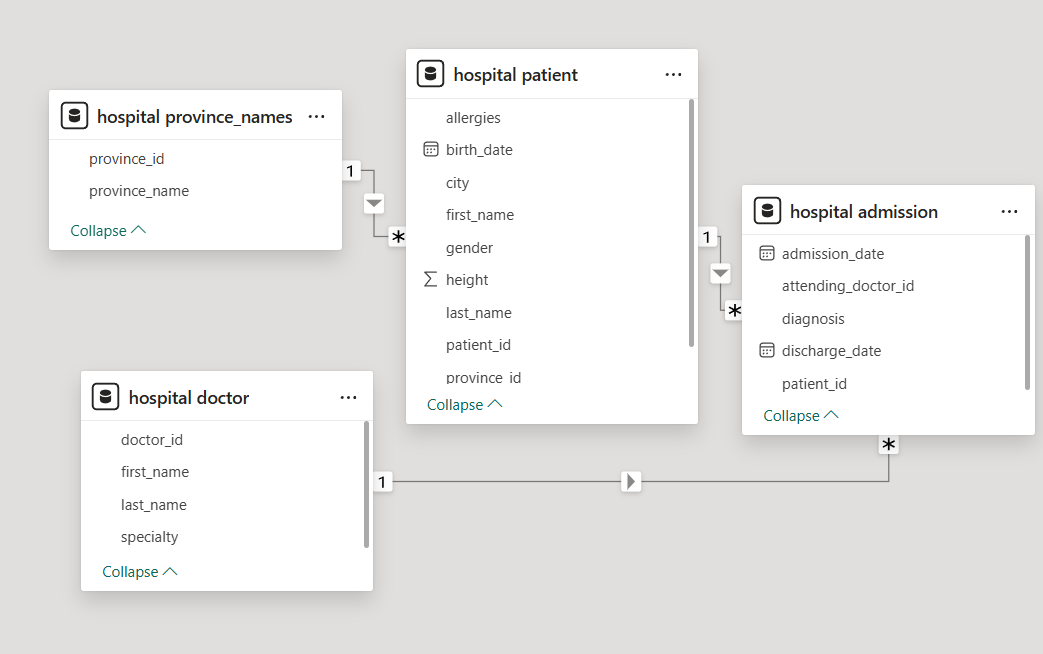 hospital province_names
province_id
province_name
Collapse
1
*
hospital patient
allergies
birth_date
city
first_name
gender
height
last_name
patient_id
province_id
Collapse
1
*
hospital admission
admission_date
attending_doctor_id
diagnosis
discharge_date
patient_id
Collapse
*
hospital doctor
doctor_id
first_name
last_name
specialty
Collapse
1